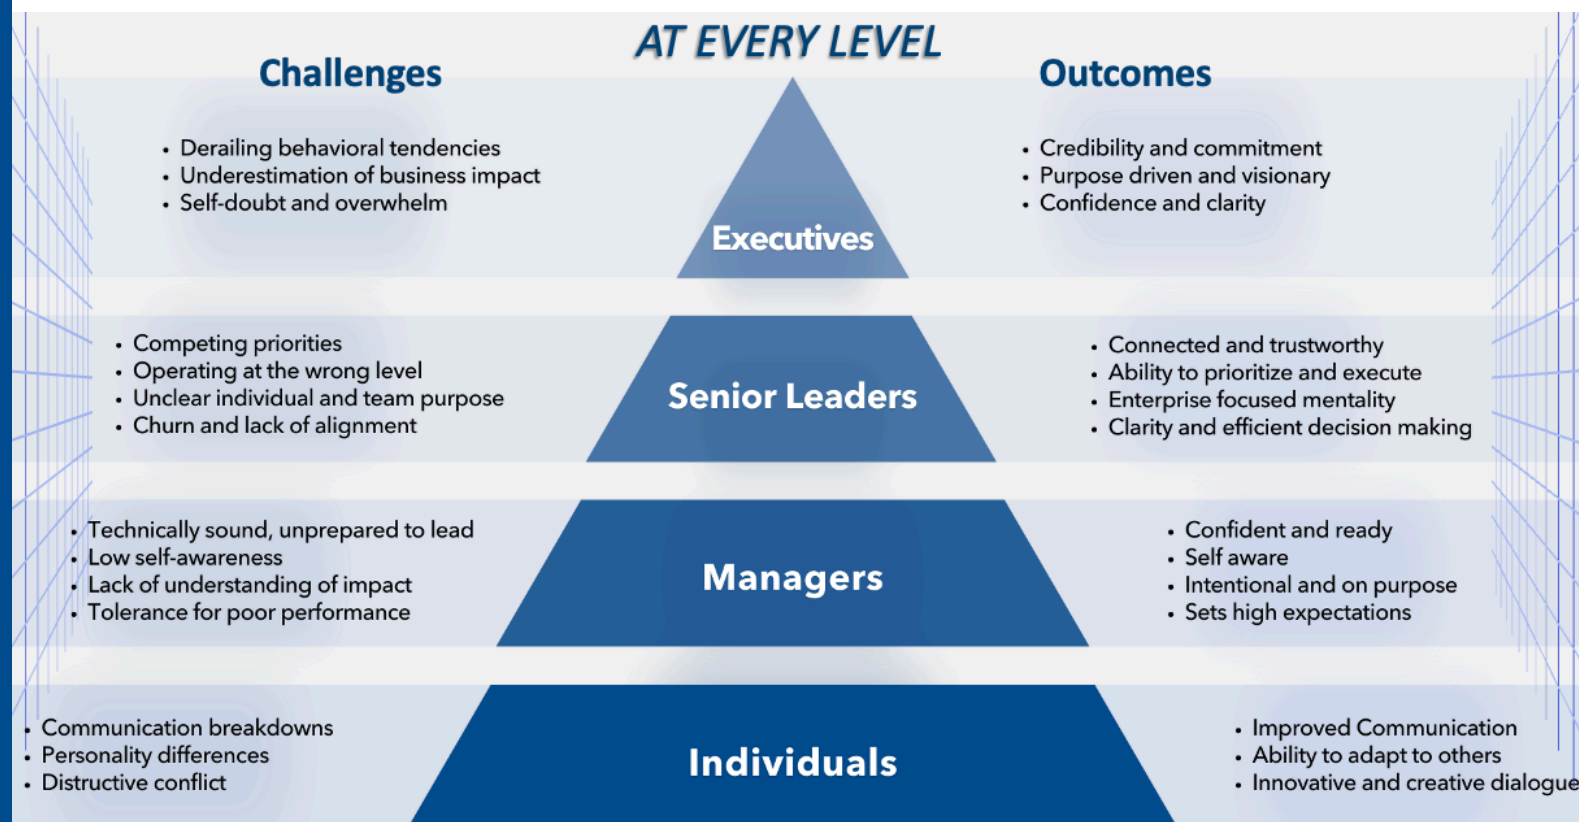 AT EVERY LEVEL
Challenges
Outcomes
• Derailing behavioral tendencies
• Underestimation of business impact
• Self-doubt and overwhelm
Executives
• Credibility and commitment
• Purpose driven and visionary
• Confidence and clarity
• Competing priorities
• Operating at the wrong level
• Unclear individual and team purpose
• Churn and lack of alignment
Senior Leaders
• Connected and trustworthy
• Ability to prioritize and execute
• Enterprise focused mentality
• Clarity and efficient decision making
• Technically sound, unprepared to lead
• Low self-awareness
• Lack of understanding of impact
• Tolerance for poor performance
Managers
• Confident and ready
• Self aware
• Intentional and on purpose
• Sets high expectations
• Communication breakdowns
• Personality differences
• Distructive conflict
Individuals
• Improved Communication
• Ability to adapt to others
• Innovative and creative dialogue